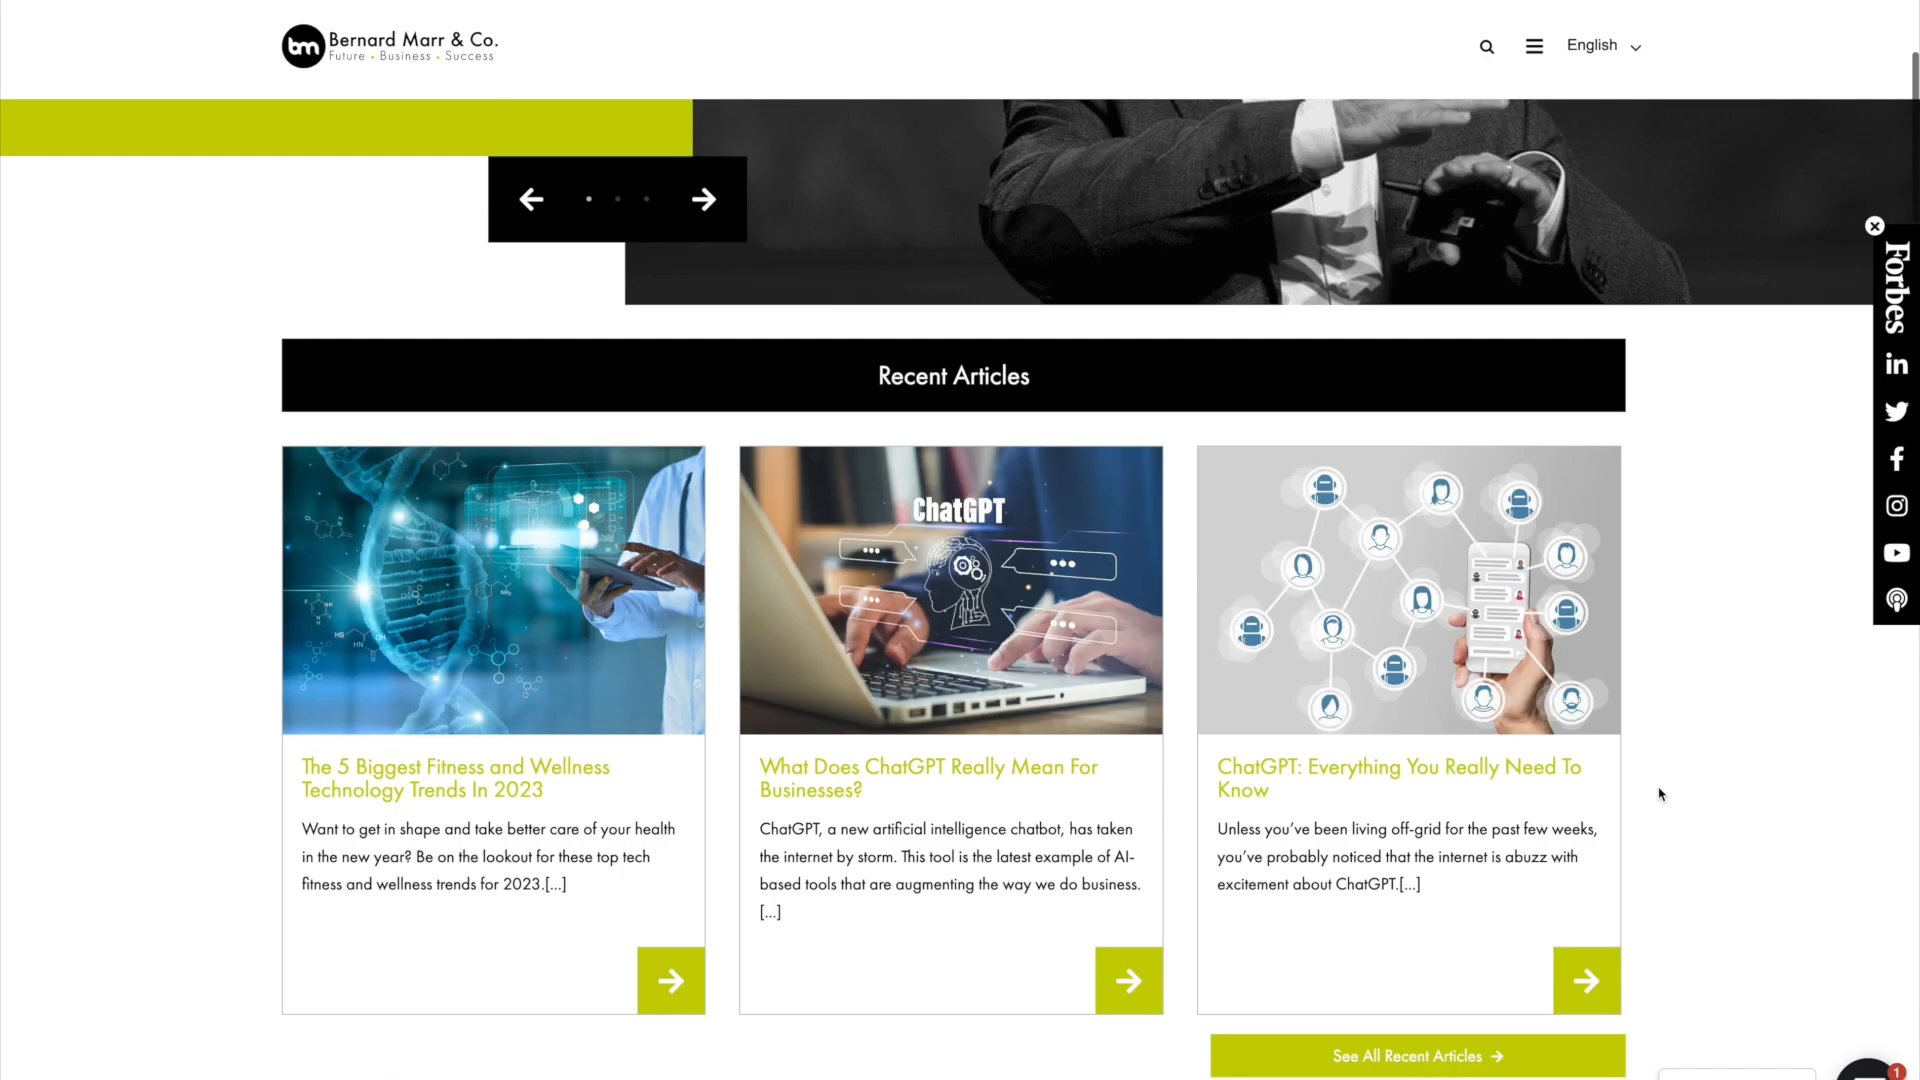 bm Bernard Marr & Co.
Future • Business • Success
English
Forbes
Recent Articles
ChatGPT
The 5 Biggest Fitness and Wellness
Technology Trends In 2023
Want to get in shape and take better care of your health
in the new year? Be on the lookout for these top tech
fitness and wellness trends for 2023.[...]
What Does ChatGPT Really Mean For
Businesses?
ChatGPT, a new artificial intelligence chatbot, has taken
the internet by storm. This tool is the latest example of AI-
based tools that are augmenting the way we do business.
[...]
ChatGPT: Everything You Really Need To
Know
Unless you’ve been living off-grid for the past few weeks,
you’ve probably noticed that the internet is abuzz with
excitement about ChatGPT.[...]
See All Recent Articles →
1